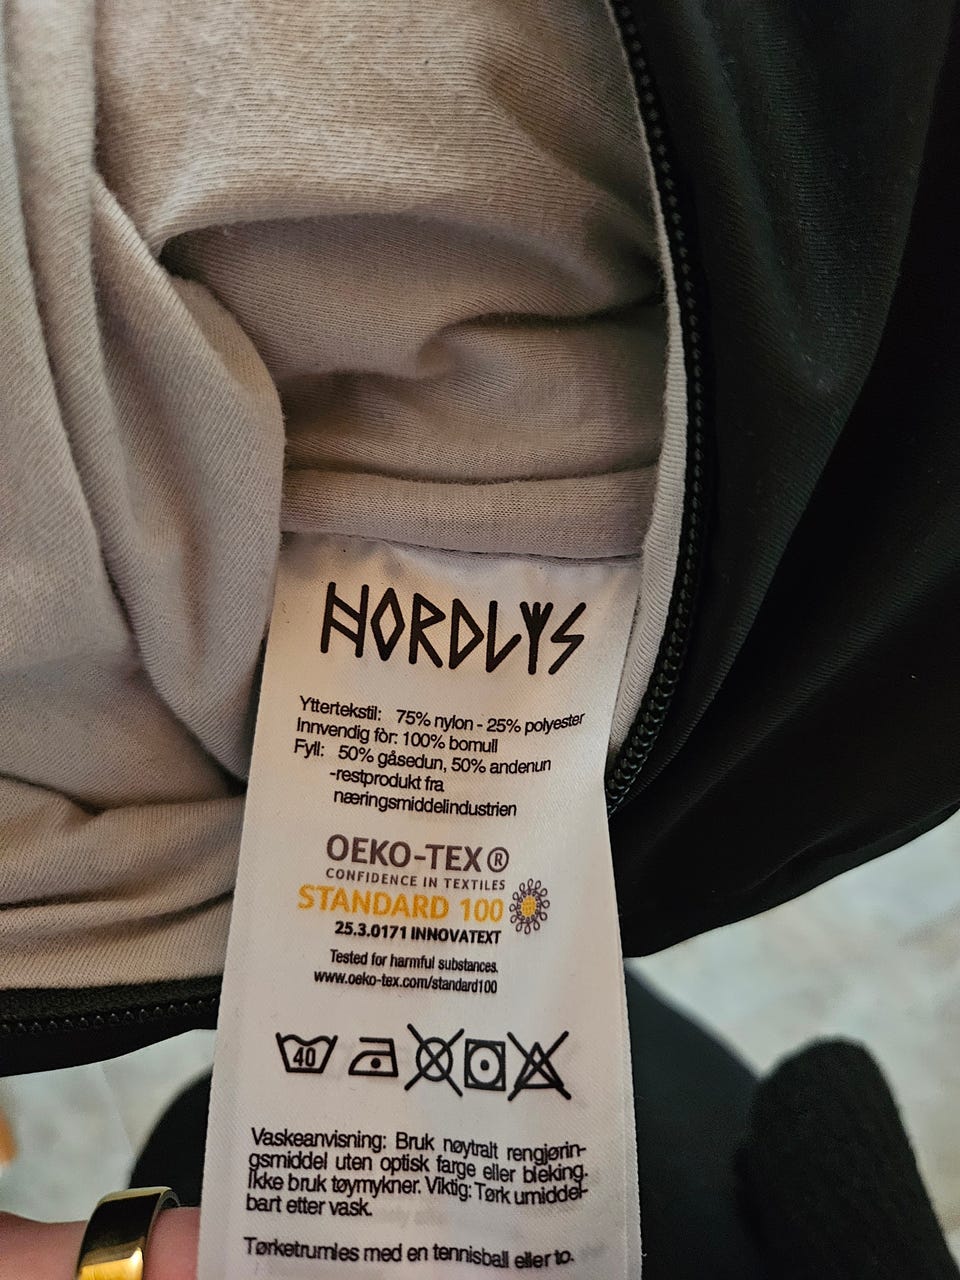 NORDLYS
Yttertekstil: 75% nylon - 25% polyester
Innvendig fòr: 100% bomull
Fyll: 50% gåsedun, 50% andenun
-restprodukt fra
næringsmiddelindustrien
OEKO-TEX®
CONFIDENCE IN TEXTILES
STANDARD 100
25.3.0171 INNOVATEXT
Tested for harmful substances.
www.oeko-tex.com/standard100
40
Vaskeanvisning: Bruk nøytralt rengjørin-
gsmiddel uten optisk farge eller bleking.
Ikke bruk tøymykner. Viktig: Tørk umiddel-
bart etter vask.
Tørketrumles med en tennisball eller to.